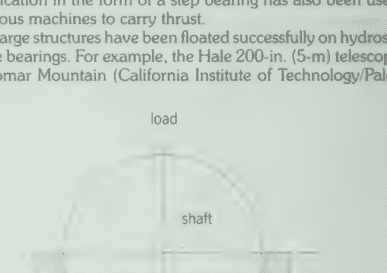 ication in the form of a step bearing has also been use
ous machines to carry thrust.
arge structures have been floated successfully on hydros
e bearings. For example, the Hale 200-in. (5-m) telescop
omar Mountain (California Institute of Technology/Pal
load
shaft